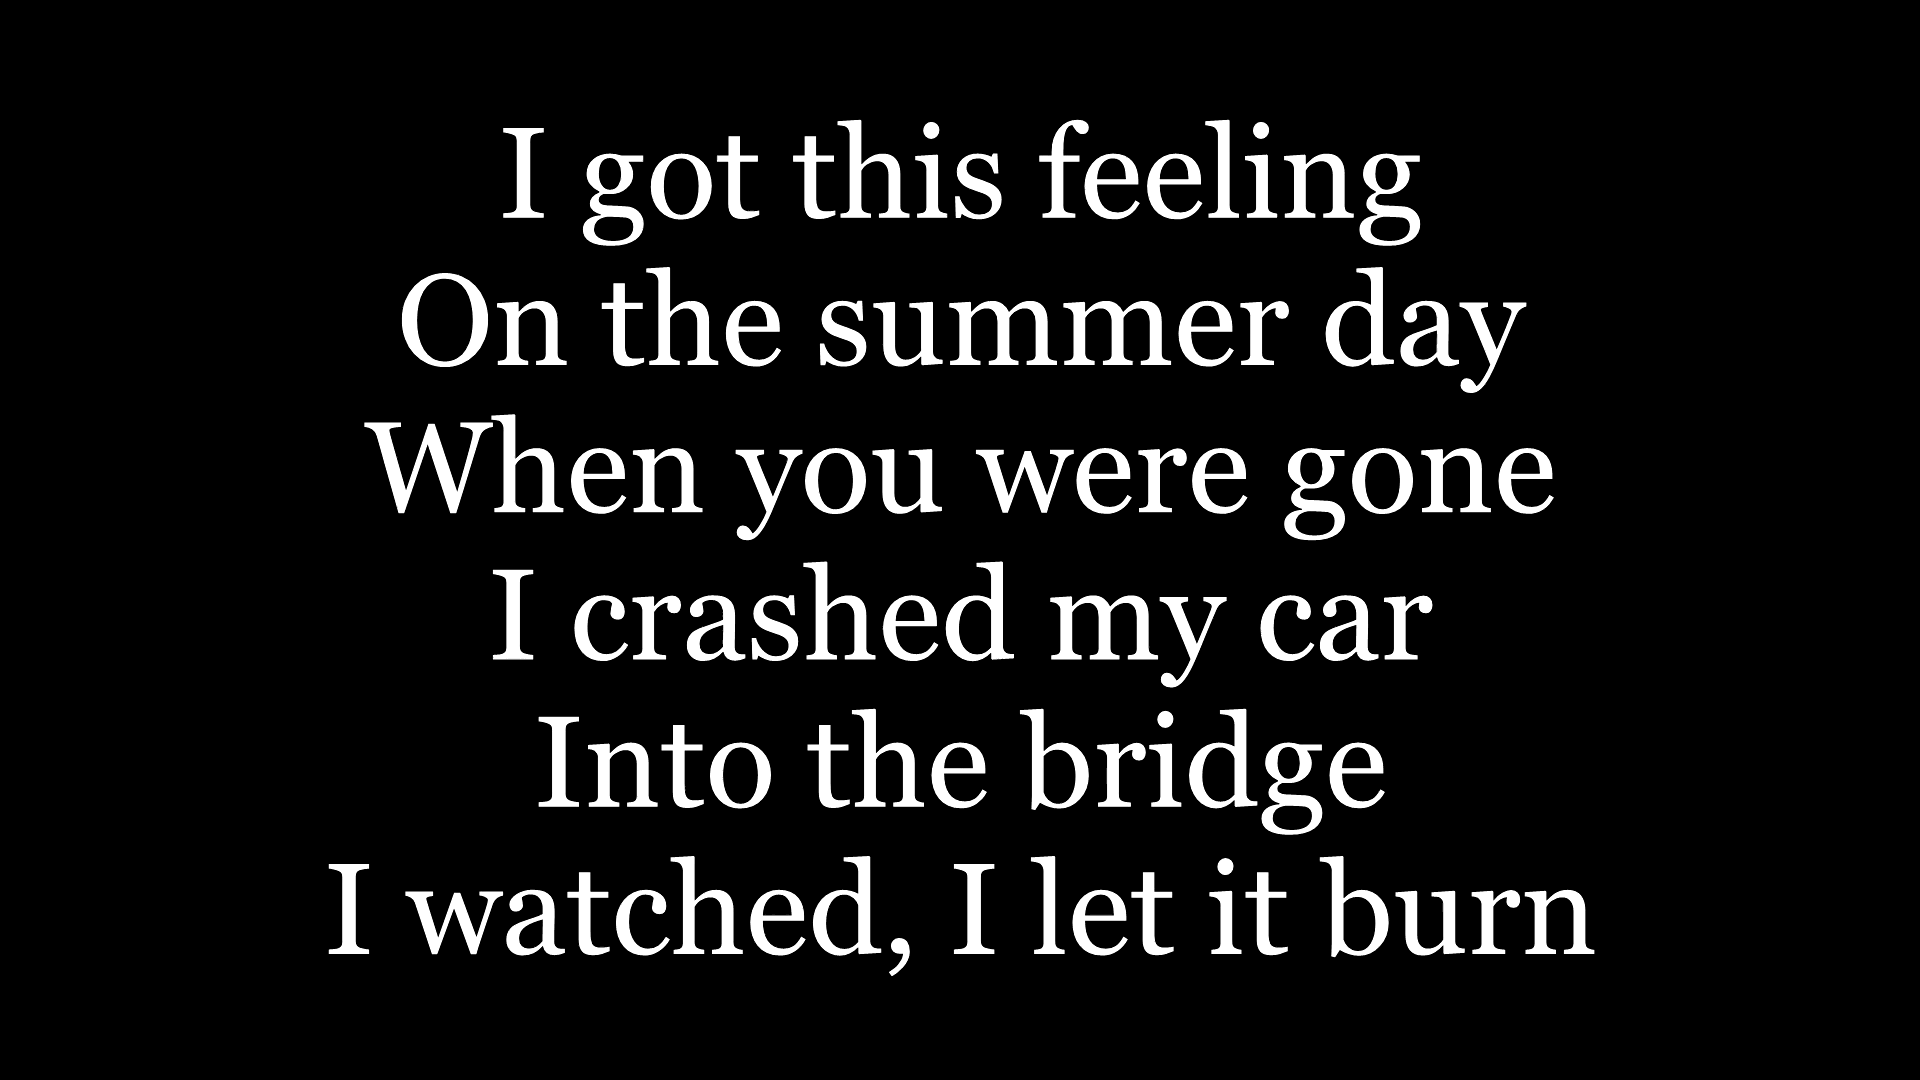 I got this feeling
On the summer day
When you were gone
I crashed my car
Into the bridge
I watched, I let it burn